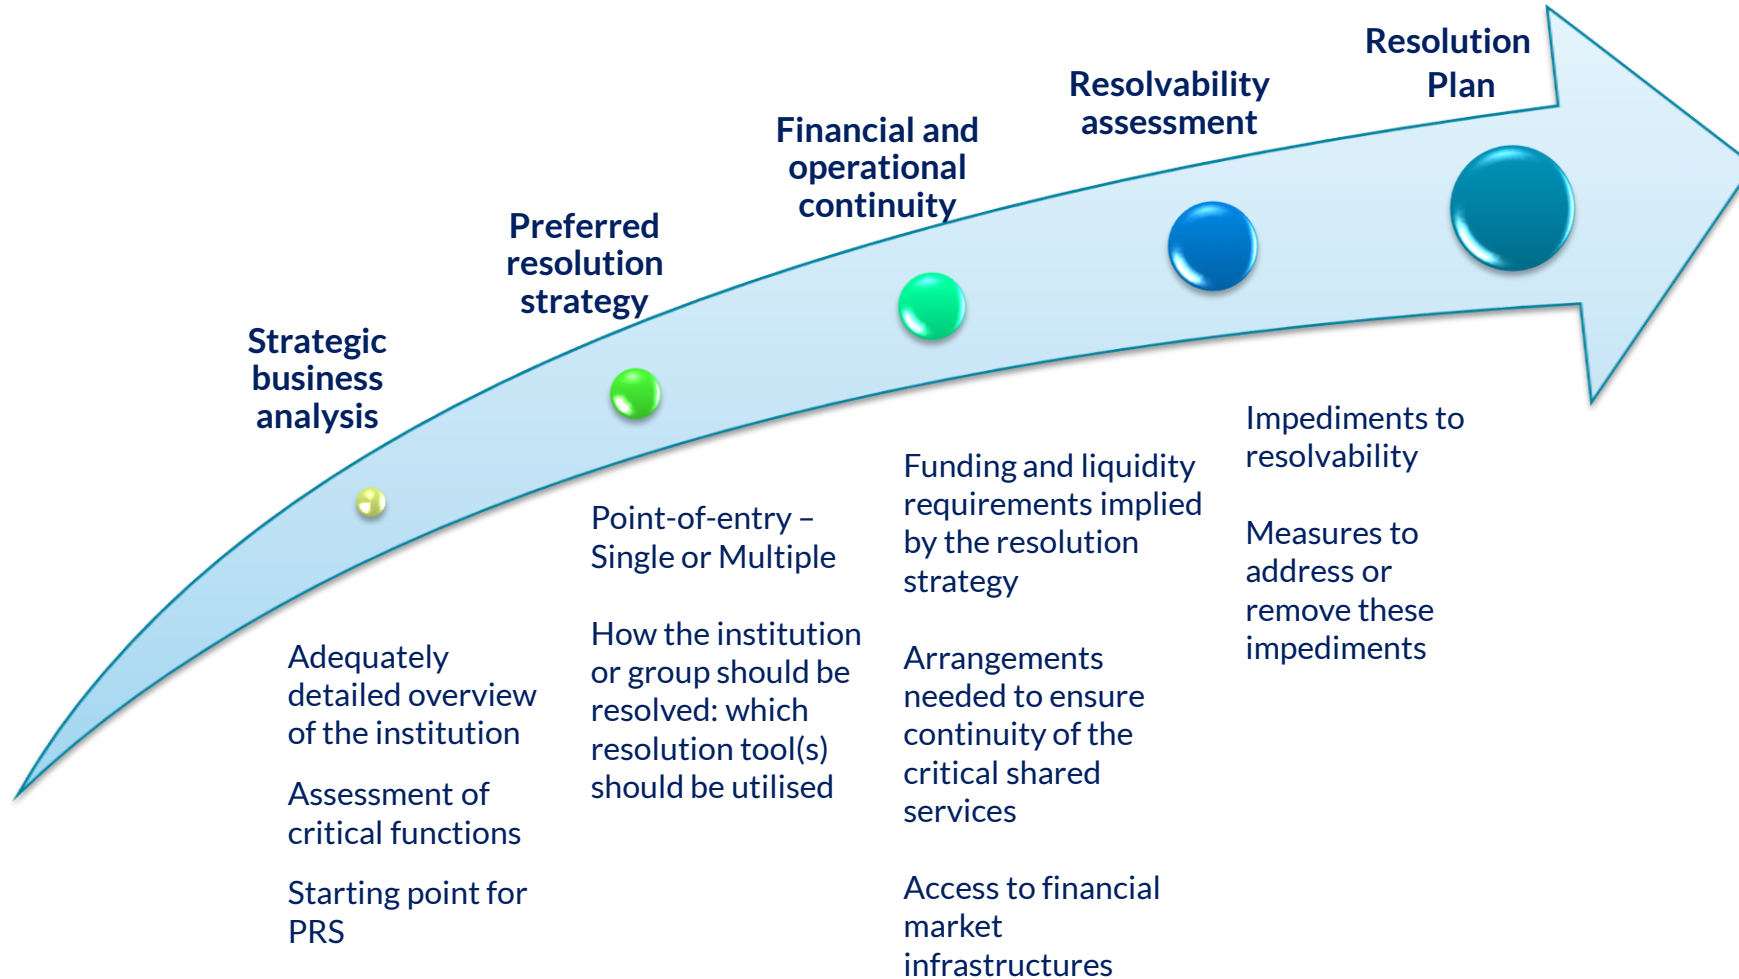 Strategic
business
analysis
Adequately
detailed overview
of the institution
Assessment of
critical functions
Starting point for
PRS
Preferred
resolution
strategy
Point-of-entry –
Single or Multiple
How the institution
or group should be
resolved: which
resolution tool(s)
should be utilised
Financial and
operational
continuity
Funding and liquidity
requirements implied
by the resolution
strategy
Arrangements
needed to ensure
continuity of the
critical shared
services
Access to financial
market
infrastructures
Resolvability
assessment
Impediments to
resolvability
Measures to
address or
remove these
impediments
Resolution
Plan